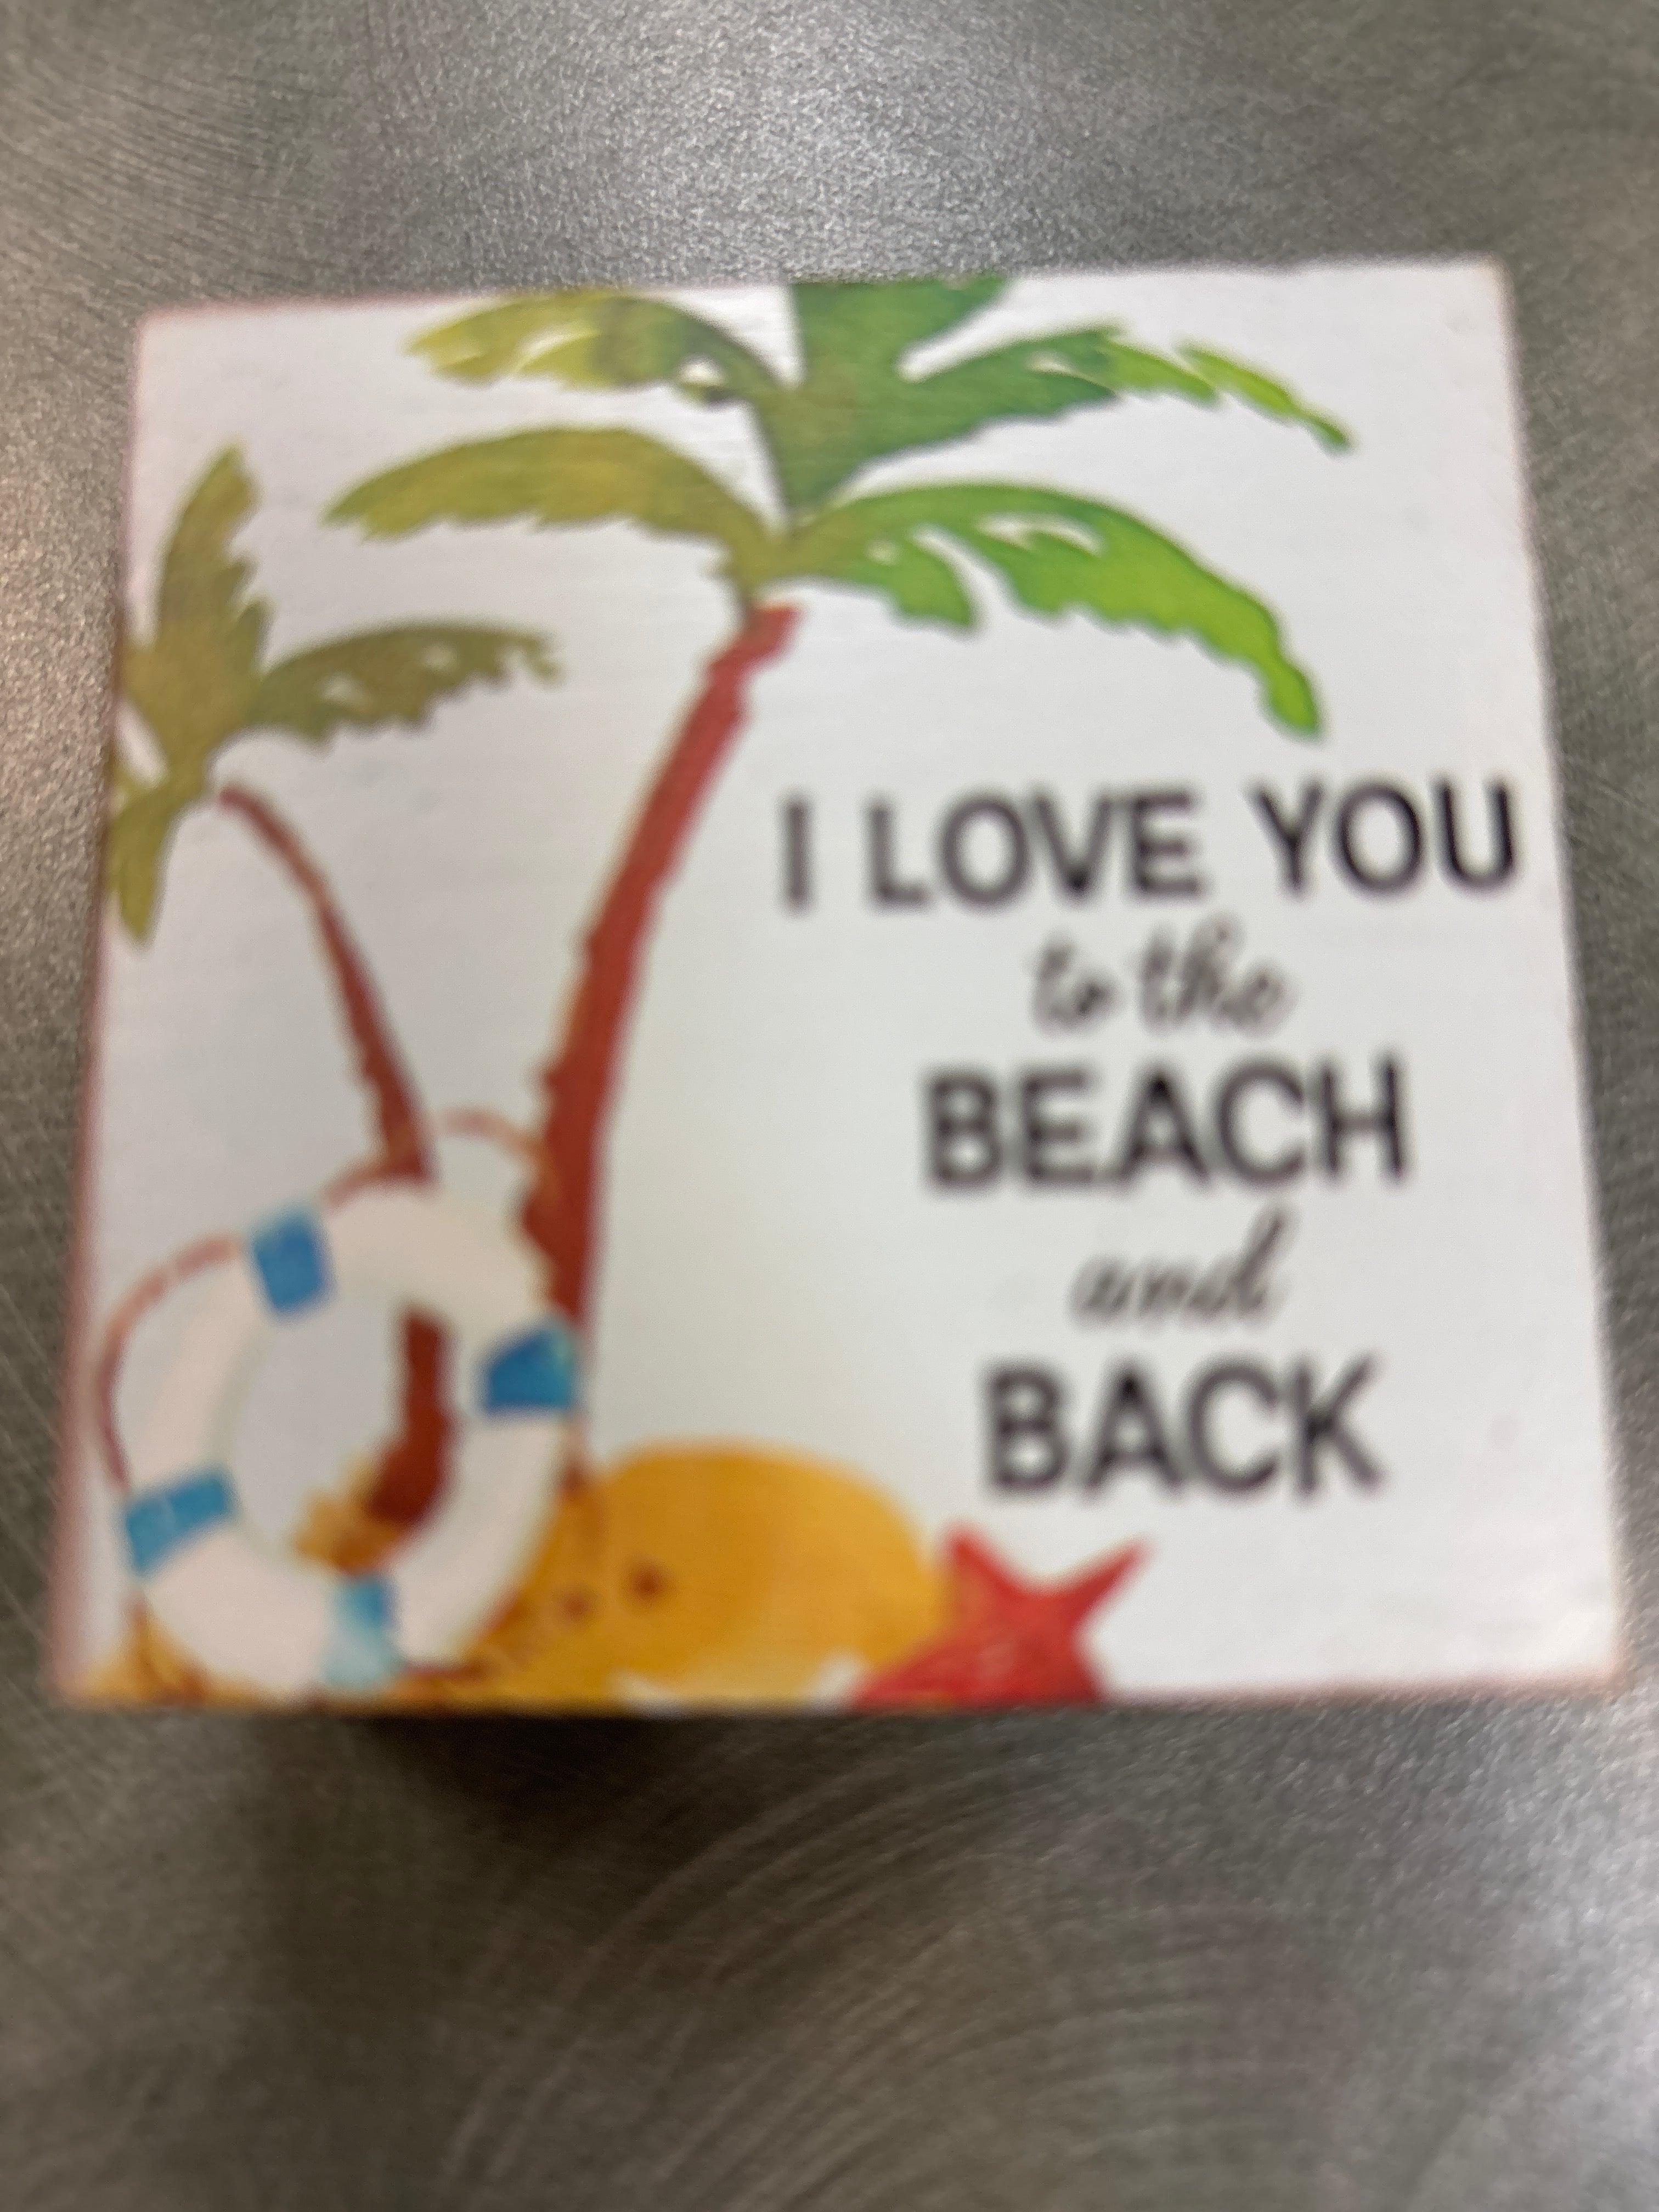 I LOVE YOU
to the
BEACH
and
BACK